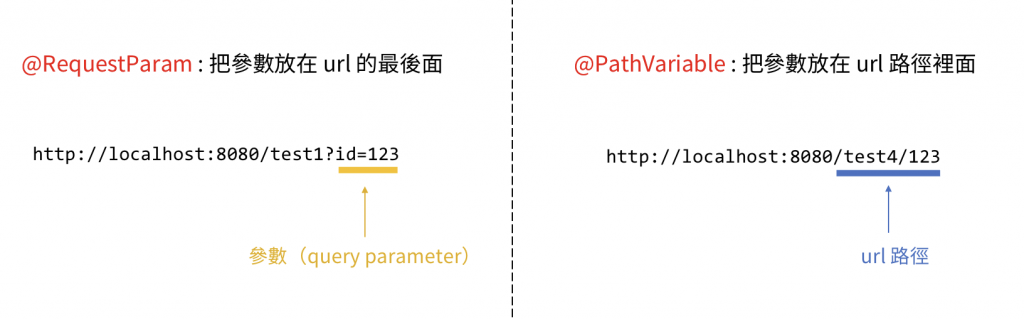 @RequestParam : 把參數放在 url 的最後面
http://localhost:8080/test1?id=123
參數（query parameter）
@PathVariable : 把參數放在 url 路徑裡面
http://localhost:8080/test4/123
url 路徑